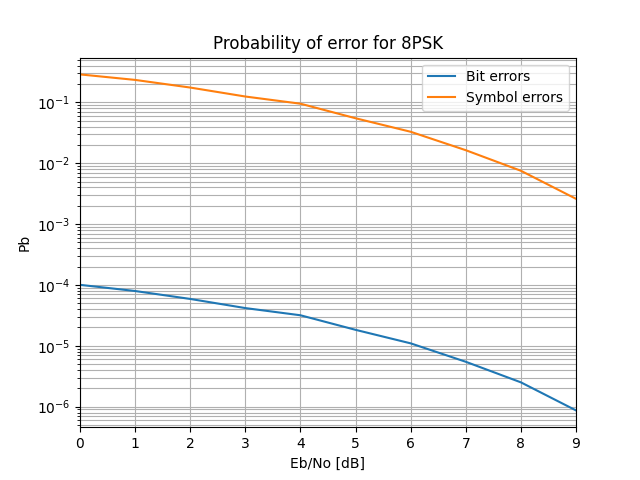 Probability of error for 8PSK
Bit errors
Symbol errors
Pb
10⁻¹
10⁻²
10⁻³
10⁻⁴
10⁻⁵
10⁻⁶
0 1 2 3 4 5 6 7 8 9
Eb/No [dB]